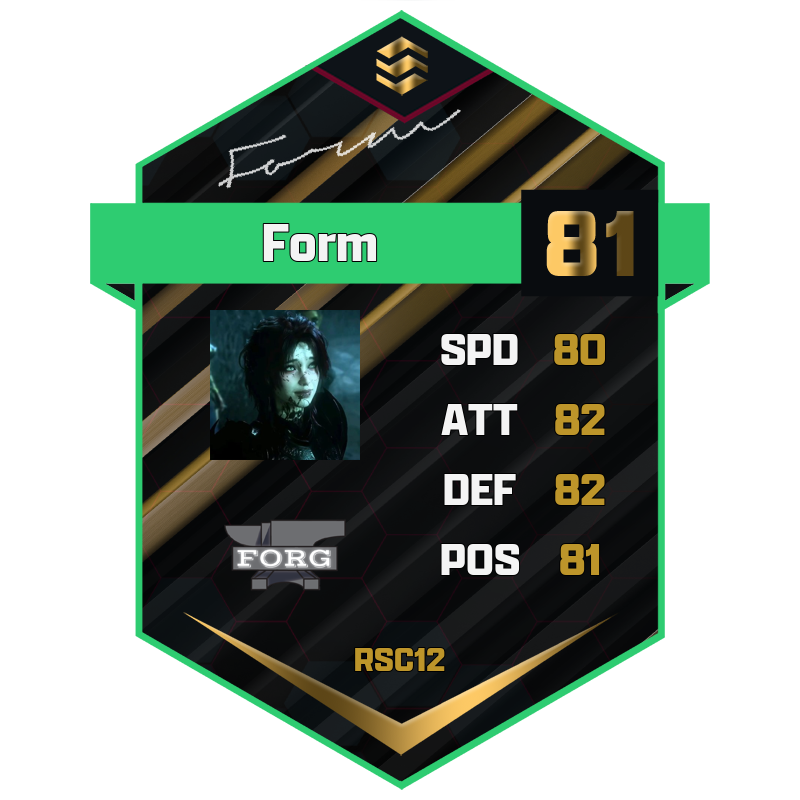 Form
Form
81
SPD 80
ATT 82
DEF 82
POS 81
FORG
RSC12